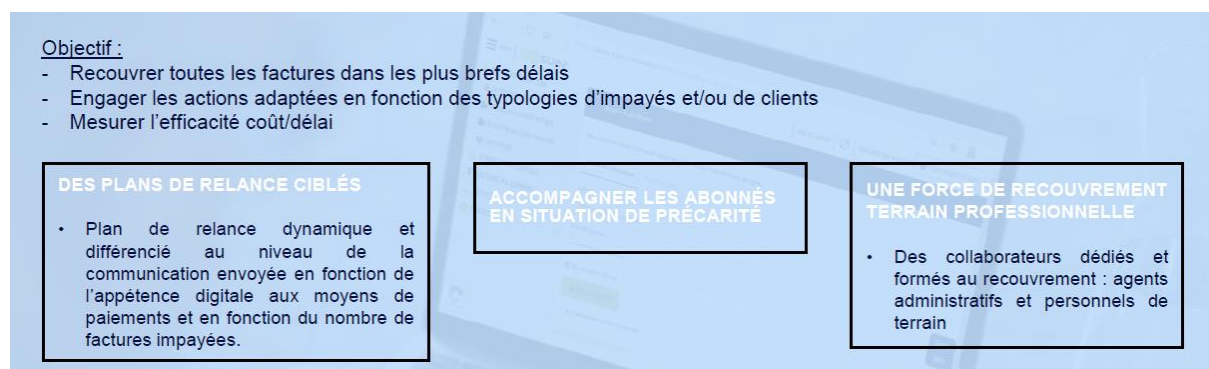 Objectif :
- Recouvrer toutes les factures dans les plus brefs délais
- Engager les actions adaptées en fonction des typologies d'impayés et/ou de clients
- Mesurer l'efficacité coût/délai
DES PLANS DE RELANCE CIBLÉS
• Plan de relance dynamique et
différencié au niveau de la
communication envoyée en fonction de
l'appétence digitale aux moyens de
paiements et en fonction du nombre de
factures impayées.
ACCOMPAGNER LES ABONNÉS
EN SITUATION DE PRÉCARITÉ
UNE FORCE DE RECOUVREMENT
TERRAIN PROFESSIONNELLE
• Des collaborateurs dédiés et
formés au recouvrement : agents
administratifs et personnels de
terrain